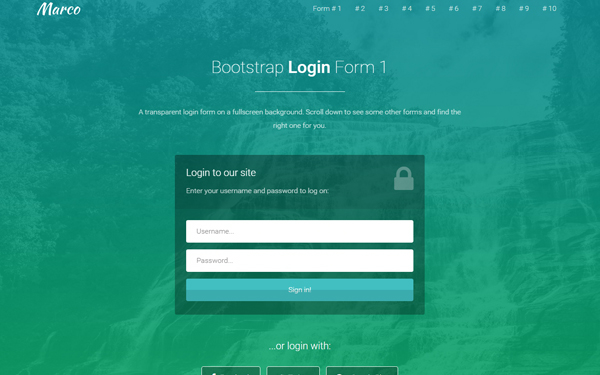 Marco
Form # 1 # 2 # 3 # 4 # 5 # 6 # 7 # 8 # 9 # 10
Bootstrap Login Form 1
A transparent login form on a fullscreen background. Scroll down to see some other forms and find the
right one for you.
Login to our site
Enter your username and password to log on:
Username...
Password...
Sign in!
...or login with: